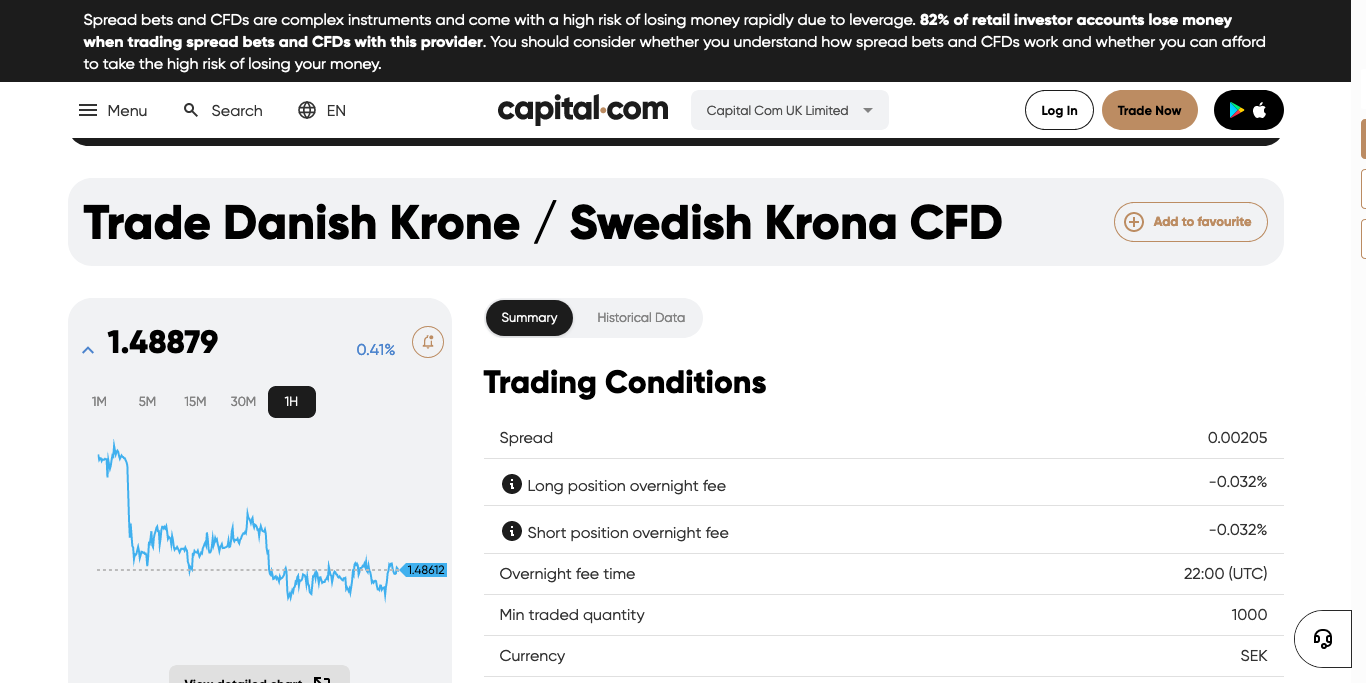 Spread bets and CFDs are complex instruments and come with a high risk of losing money rapidly due to leverage. 82% of retail investor accounts lose money
when trading spread bets and CFDs with this provider. You should consider whether you understand how spread bets and CFDs work and whether you can afford
to take the high risk of losing your money.
Menu Search EN capital.com Capital Com UK Limited Log In Trade Now
Trade Danish Krone / Swedish Krona CFD Add to favourite
1.48879 0.41%
1M 5M 15M 30M 1H
1.48612
View detailed chart
Summary Historical Data
Trading Conditions
Spread 0.00205
Long position overnight fee -0.032%
Short position overnight fee -0.032%
Overnight fee time 22:00 (UTC)
Min traded quantity 1000
Currency SEK